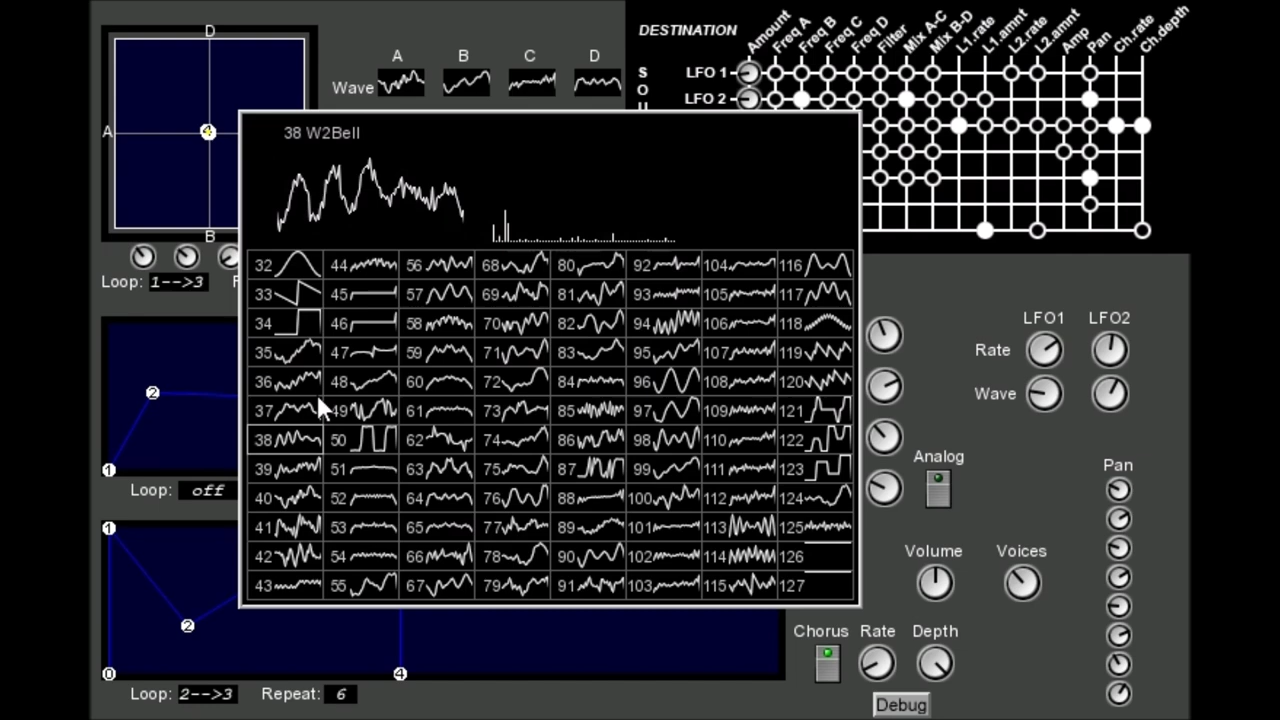 D
A
B
C
D
DESTINATION
Amount
Freq A
Freq B
Freq C
Freq D
Filter
Mix A-C
Mix B-D
L1.rate
L1.amnt
L2.rate
L2.amnt
Amp
Pan
Ch.rate
Ch.depth
Wave
S
O
U
LFO 1
LFO 2
A
4
B
Loop: 1-->3
38 W2Bell
32 44 56 68 80 92 104 116
33 45 57 69 81 93 105 117
34 46 58 70 82 94 106 118
35 47 59 71 83 95 107 119
36 48 60 72 84 96 108 120
37 49 61 73 85 97 109 121
38 50 62 74 86 98 110 122
39 51 63 75 87 99 111 123
40 52 64 76 88 100 112 124
41 53 65 77 89 101 113 125
42 54 66 78 90 102 114 126
43 55 67 79 91 103 115 127
LFO1 LFO2
Rate
Wave
2
1
Loop: off
Analog
Pan
1
2
0
4
Volume Voices
Chorus Rate Depth
Loop: 2-->3 Repeat: 6
Debug